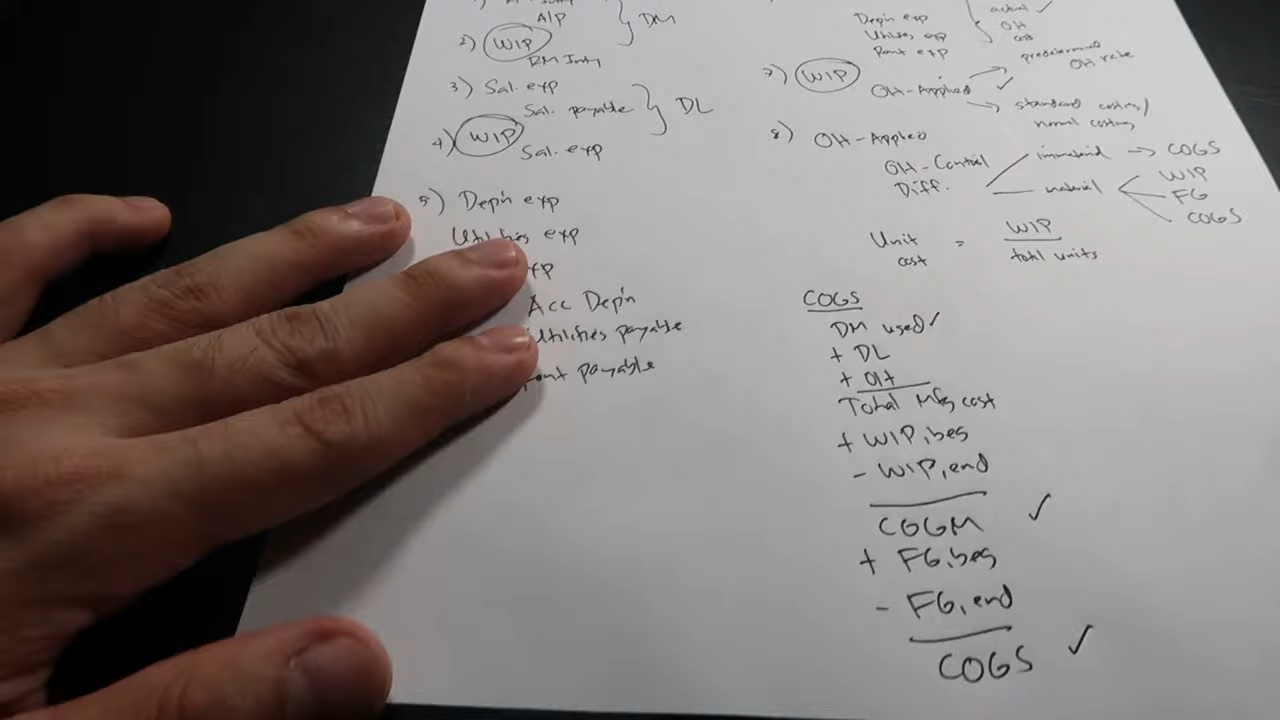 A/P } DM
2) WIP
RM Invty
3) Sal. exp
Sal. payable } DL
4) WIP
Sal. exp
5) Dep'n exp
Utilities exp
Acc Dep'n
Utilities payable
payable
Dep'n exp
Utilities exp
Rent exp
actual ✓
OH
cost
7) WIP
OH-Applied ✓
predetermined
OH rate
standard costing/
normal costing
8) OH-Applied
OH-Control
Diff.
immaterial → COGS
material
WIP
FG
COGS
Unit cost = WIP / total units
COGS
DM used ✓
+ DL
+ OH
Total Mfg cost
+ WIP, beg
- WIP, end
COGM ✓
+ FG, beg
- FG, end
COGS ✓